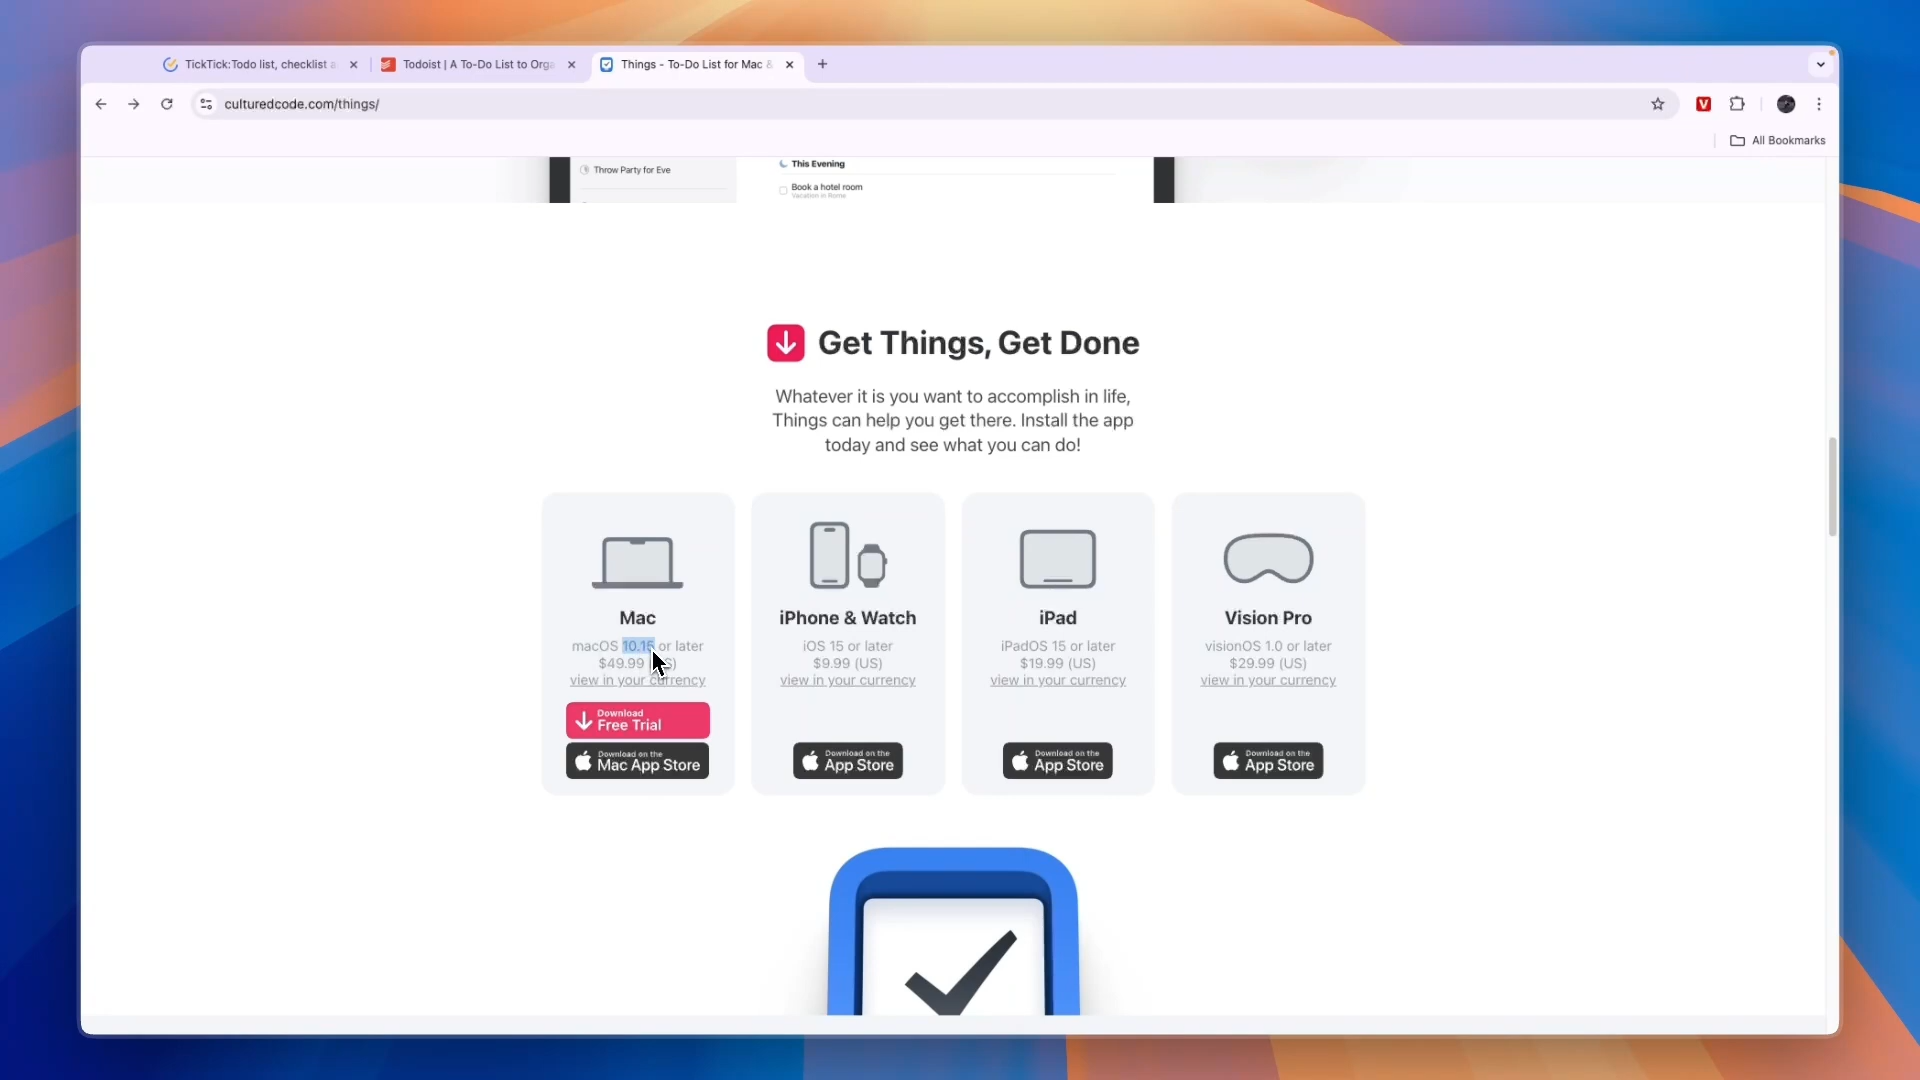 TickTick:Todo list, checklist a
Todoist | A To-Do List to Orga
Things - To-Do List for Mac &
culturedcode.com/things/
V
All Bookmarks
Throw Party for Eve
This Evening
Book a hotel room
Vacation in Rome
Get Things, Get Done
Whatever it is you want to accomplish in life,
Things can help you get there. Install the app
today and see what you can do!
Mac
macOS 10.15 or later
$49.99
view in your currency
Download
Free Trial
Download on the
Mac App Store
iPhone & Watch
iOS 15 or later
$9.99 (US)
view in your currency
Download on the
App Store
iPad
iPadOS 15 or later
$19.99 (US)
view in your currency
Download on the
App Store
Vision Pro
visionOS 1.0 or later
$29.99 (US)
view in your currency
Download on the
App Store